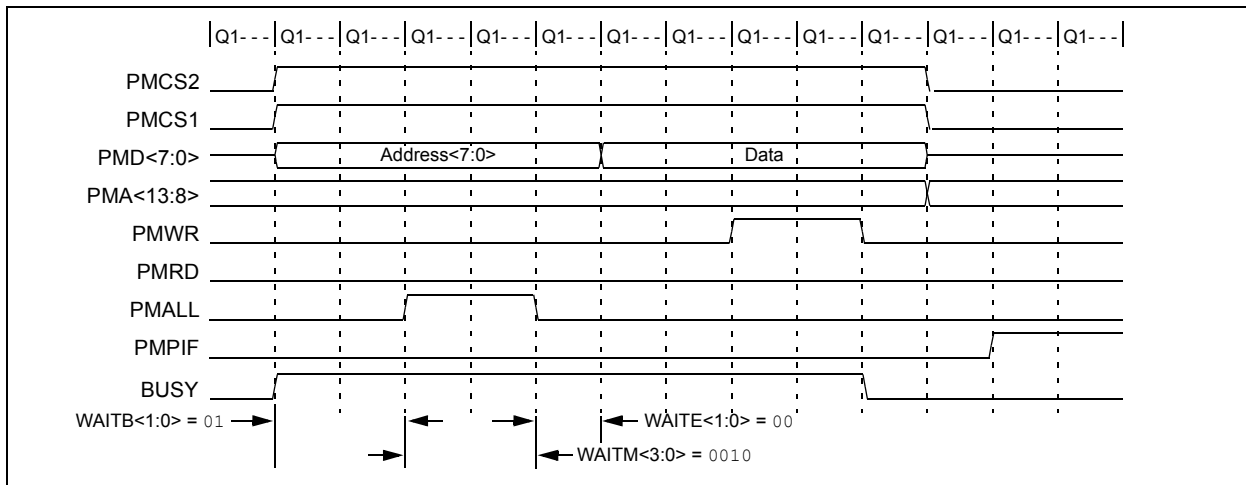 Q1- - - Q1- - - Q1- - - Q1- - - Q1- - - Q1- - - Q1- - - Q1- - - Q1- - - Q1- - - Q1- - - Q1- - - Q1- - - Q1- - -
PMCS2
PMCS1
PMD<7:0> Address<7:0> Data
PMA<13:8>
PMWR
PMRD
PMALL
PMPIF
BUSY
WAITB<1:0> = 01 WAITE<1:0> = 00
WAITM<3:0> = 0010